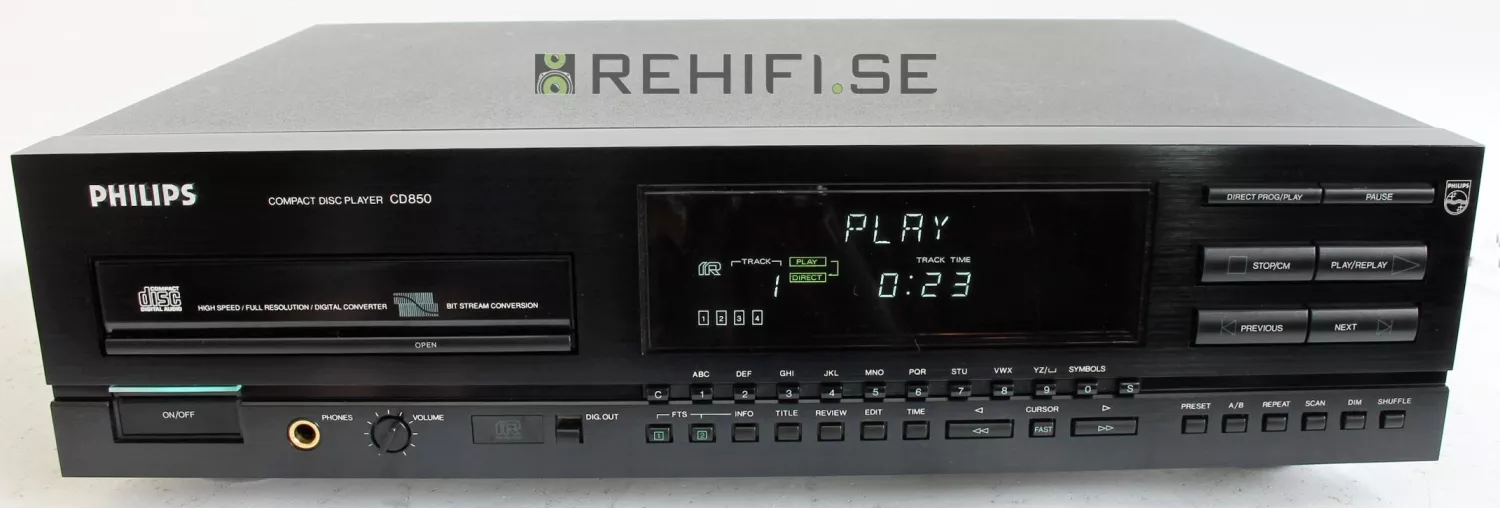 REHIFI.SE
PHILIPS
COMPACT DISC PLAYER CD850
DIRECT PROG/PLAY
PAUSE
PHILIPS
PLAY
TRACK
PLAY
TRACK TIME
DIRECT
1
0:23
1 2 3 4
STOP/CM
PLAY/REPLAY
PREVIOUS
NEXT
COMPACT
disc
DIGITAL AUDIO
HIGH SPEED / FULL RESOLUTION / DIGITAL CONVERTER
BIT STREAM CONVERSION
OPEN
ABC DEF GHI JKL MNO PQR STU VWX YZ/␣ SYMBOLS
C 1 2 3 4 5 6 7 8 9 0 S
ON/OFF
PHONES
VOLUME
IR
DIG. OUT
FTS
INFO TITLE REVIEW EDIT TIME
CURSOR
1 2
FAST
PRESET A/B REPEAT SCAN DIM SHUFFLE